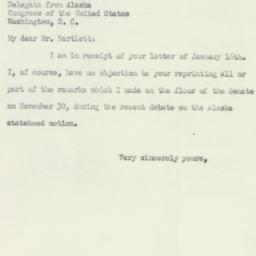 Delegate from Alaska
Congress of the United States
Washington, D. C.
My dear Mr. Bartlett:
I am in receipt of your letter of January 16th.
I, of course, have no objection to your reprinting all or
part of the remarks which I made on the floor of the Senate
on November 30, during the recent debate on the Alaska
statehood motion.
Very sincerely yours,